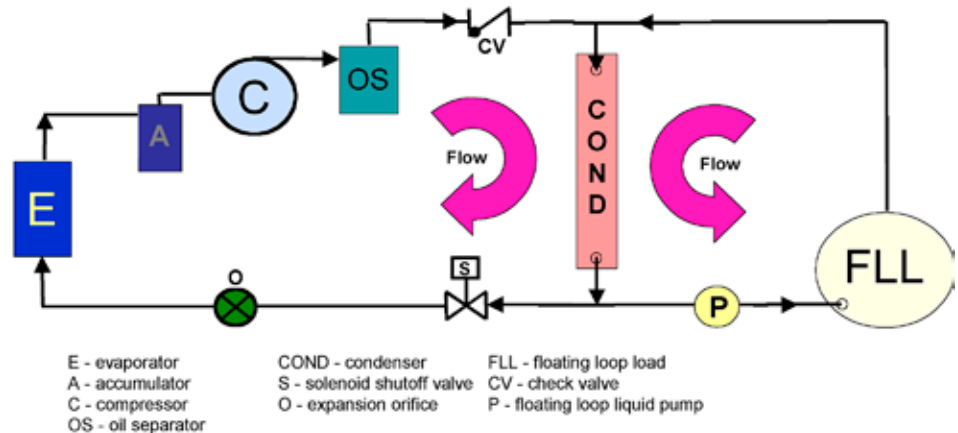 CV
OS
C
A
COND
Flow
Flow
E
FLL
O
S
P
E - evaporator
A - accumulator
C - compressor
OS - oil separator
COND - condenser
S - solenoid shutoff valve
O - expansion orifice
FLL - floating loop load
CV - check valve
P - floating loop liquid pump